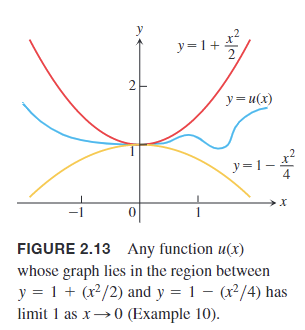 y
y = 1 + x²/2
2
y = u(x)
1
y = 1 − x²/4
x
−1 0 1
FIGURE 2.13 Any function u(x)
whose graph lies in the region between
y = 1 + (x²/2) and y = 1 − (x²/4) has
limit 1 as x → 0 (Example 10).